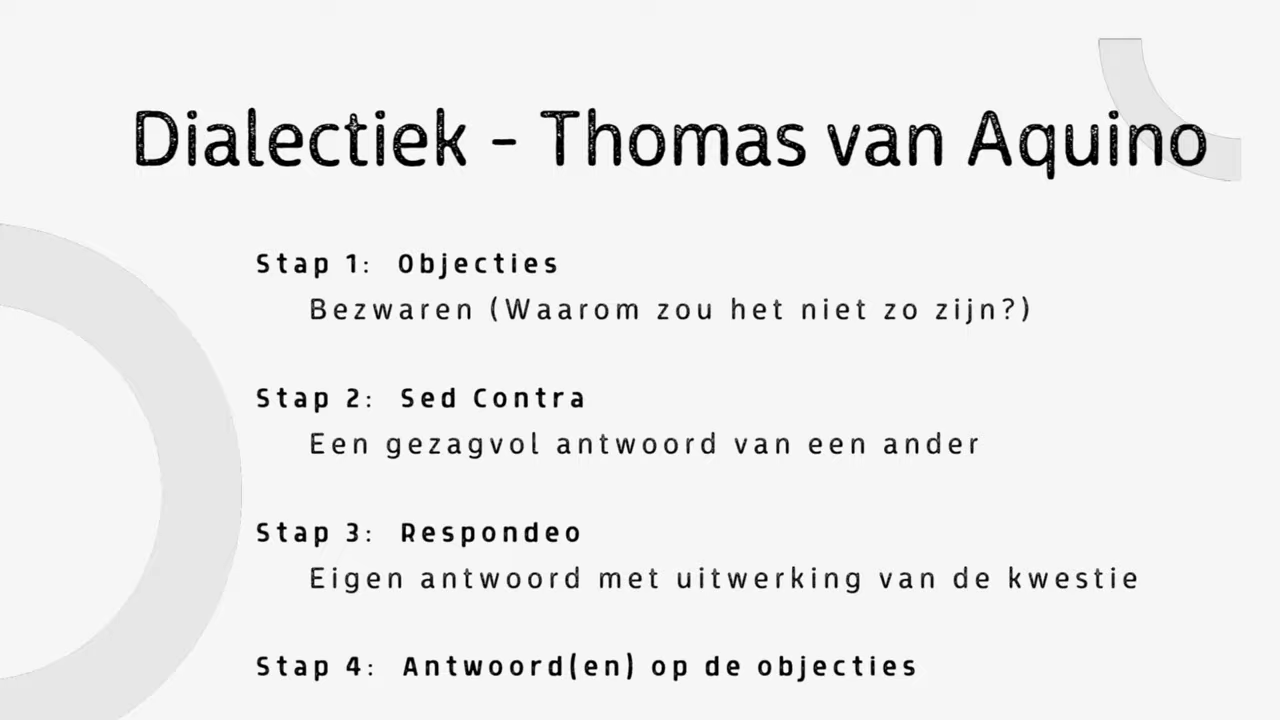 Dialectiek - Thomas van Aquino
Stap 1: Objecties
Bezwaren (Waarom zou het niet zo zijn?)
Stap 2: Sed Contra
Een gezagvol antwoord van een ander
Stap 3: Respondeo
Eigen antwoord met uitwerking van de kwestie
Stap 4: Antwoord(en) op de objecties